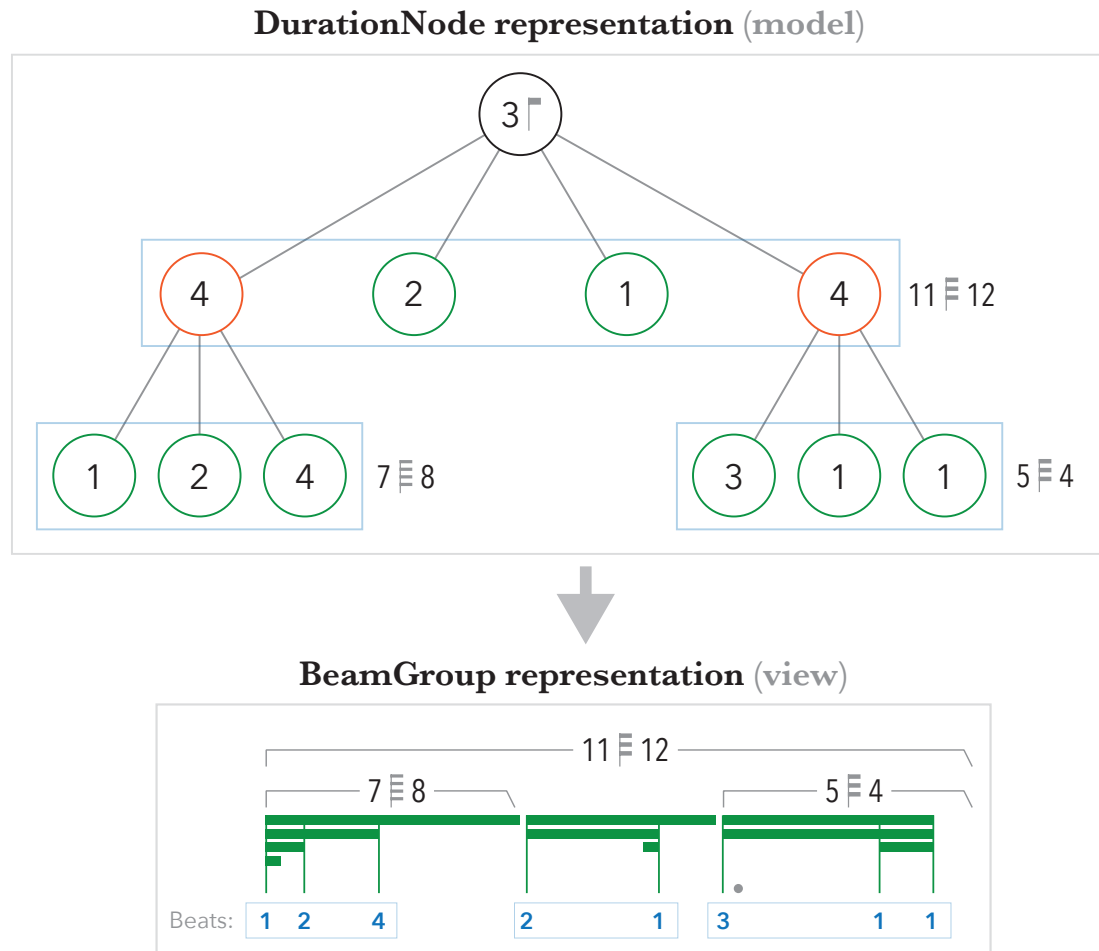 DurationNode representation (model)
3
4 2 1 4 11 12
1 2 4 7 8 3 1 1 5 4
BeamGroup representation (view)
11 12
7 8 5 4
Beats: 1 2 4 2 1 3 1 1